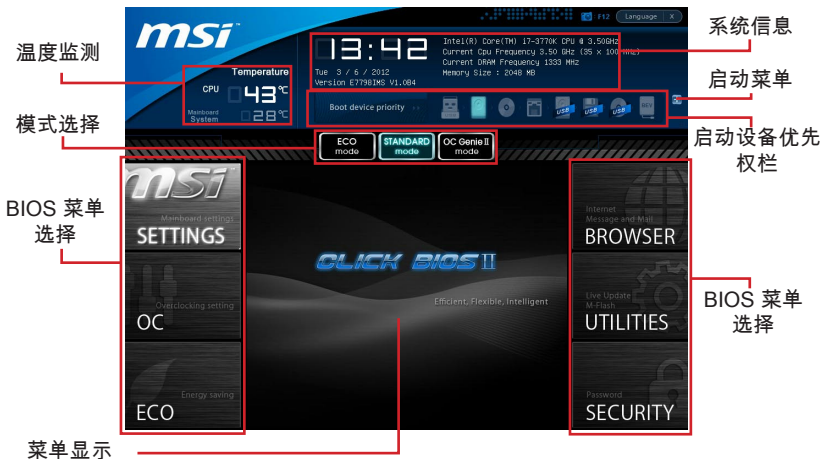 msi
F12
Language
X
系统信息
温度监测
13:42
Intel(R) Core(TM) i7-3770K CPU @ 3.50GHz
Current Cpu Frequency 3.50 GHz (35 x 100 MHz)
Current DRAM Frequency 1333 MHz
Memory Size : 2048 MB
Tue 3 / 6 / 2012
Version E7798IMS V1.0B4
Temperature
CPU 43℃
Mainboard
System 28℃
启动菜单
Boot device priority
USB
USB
USB
启动设备优先
权栏
模式选择
ECO
mode
STANDARD
mode
OC Genie II
mode
msi
Mainboard settings
SETTINGS
BIOS 菜单
选择
Overclocking setting
OC
Energy saving
ECO
CLICK BIOS II
Efficient, Flexible, Intelligent
Internet
Message and Mail
BROWSER
Live Update
M-Flash
UTILITIES
BIOS 菜单
选择
Password
SECURITY
菜单显示